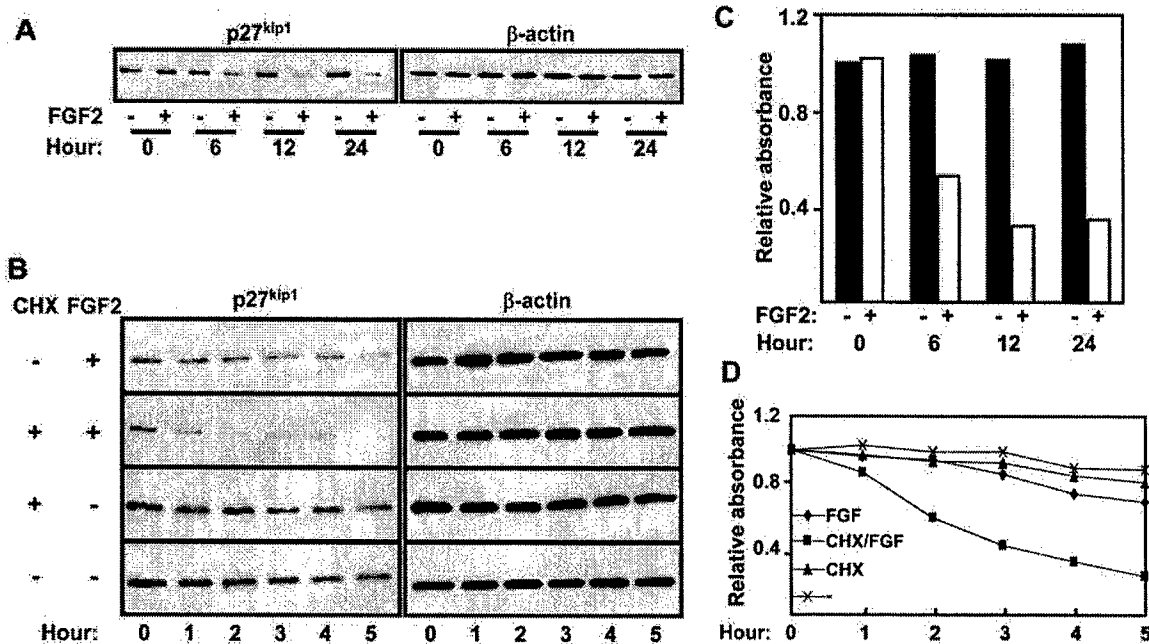 A
p27kip1
β-actin
FGF2 - + - + - + - + - + - + - + - +
Hour: 0 6 12 24 0 6 12 24
B
CHX FGF2
p27kip1
β-actin
- +
+ +
+ -
- -
Hour: 0 1 2 3 4 5 0 1 2 3 4 5
C
1.2
0.8
0.4
Relative absorbance
FGF2: - + - + - + - +
Hour: 0 6 12 24
D
1.2
0.8
0.4
Relative absorbance
FGF
CHX/FGF
CHX
-
Hour: 0 1 2 3 4 5